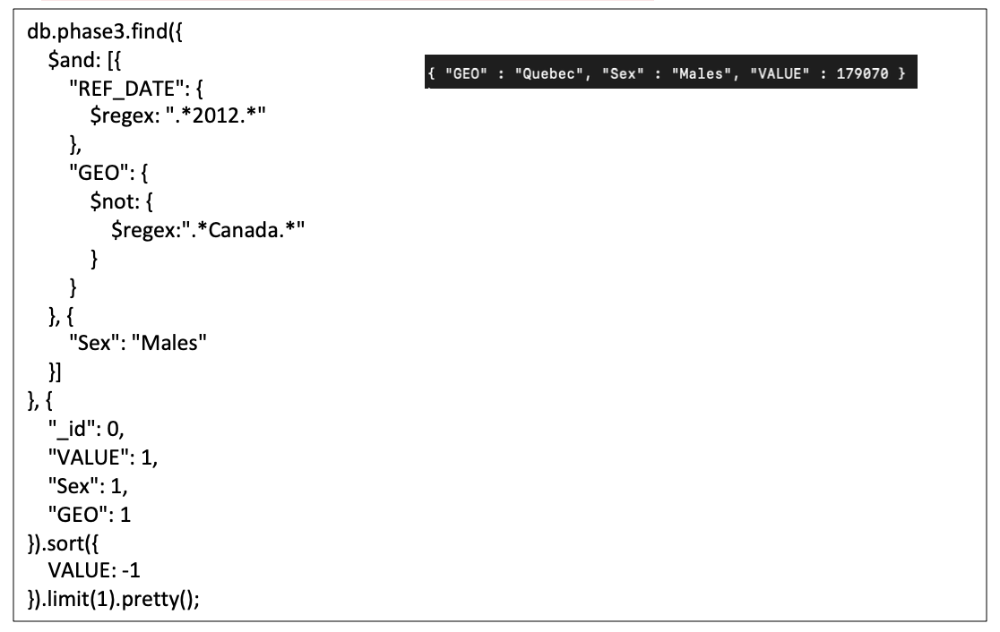 db.phase3.find({
$and: [{
"REF_DATE": {
$regex: ".*2012.*"
},
"GEO": {
$not: {
$regex:".*Canada.*"
}
}
}, {
"Sex": "Males"
}]
}, {
"_id": 0,
"VALUE": 1,
"Sex": 1,
"GEO": 1
}).sort({
VALUE: -1
}).limit(1).pretty();
{ "GEO" : "Quebec", "Sex" : "Males", "VALUE" : 179070 }